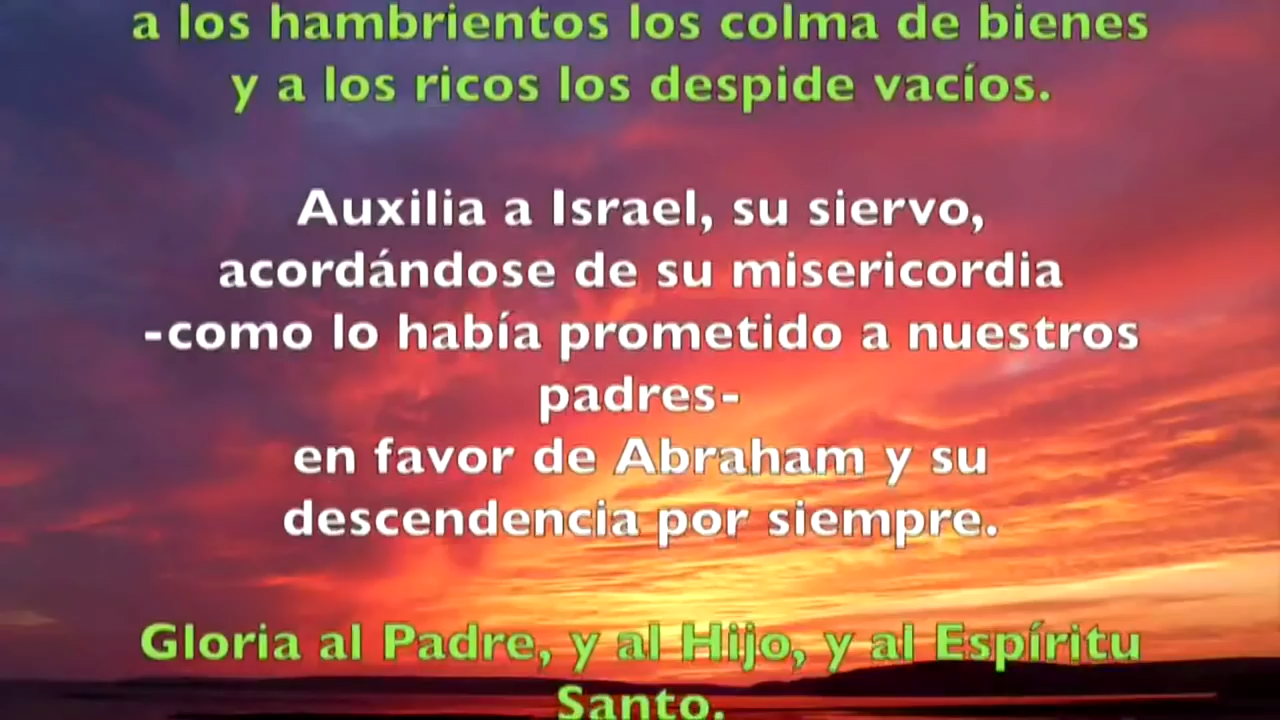 a los hambrientos los colma de bienes
y a los ricos los despide vacíos.
Auxilia a Israel, su siervo,
acordándose de su misericordia
-como lo había prometido a nuestros
padres-
en favor de Abraham y su
descendencia por siempre.
Gloria al Padre, y al Hijo, y al Espíritu
Santo.